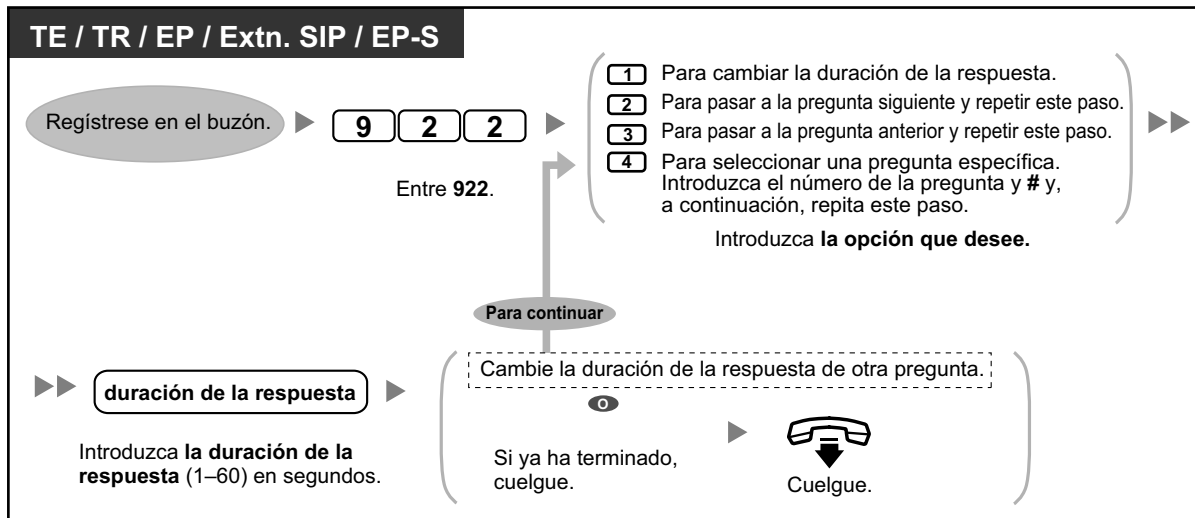 TE / TR / EP / Extn. SIP / EP-S
Regístrese en el buzón.
9 2 2
Entre 922.
1 Para cambiar la duración de la respuesta.
2 Para pasar a la pregunta siguiente y repetir este paso.
3 Para pasar a la pregunta anterior y repetir este paso.
4 Para seleccionar una pregunta específica.
Introduzca el número de la pregunta y # y,
a continuación, repita este paso.
Introduzca la opción que desee.
Para continuar
duración de la respuesta
Introduzca la duración de la
respuesta (1–60) en segundos.
Cambie la duración de la respuesta de otra pregunta.
O
Si ya ha terminado,
cuelgue.
Cuelgue.